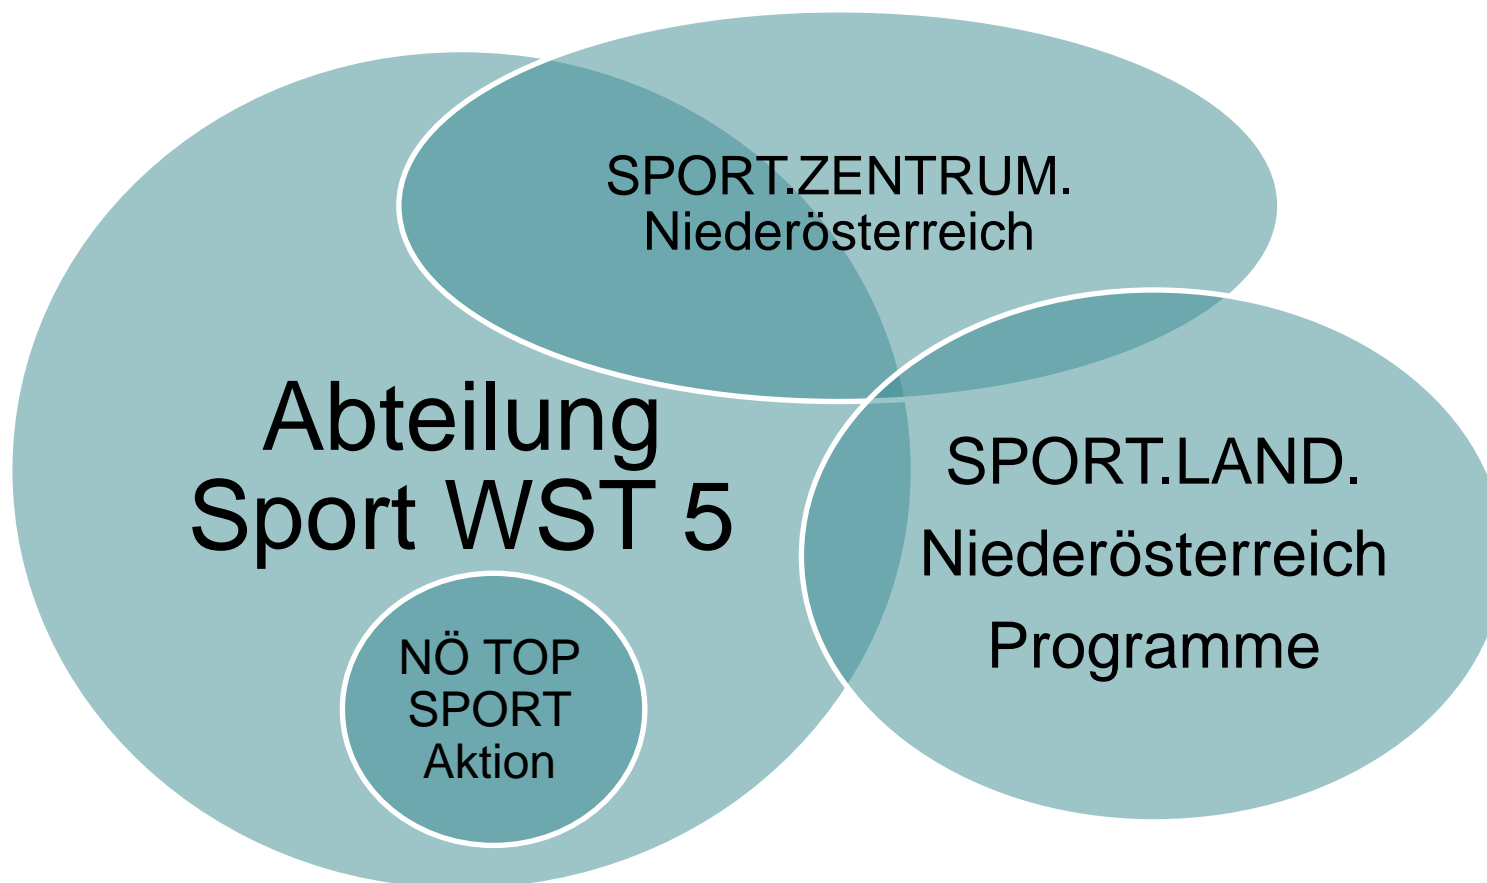 SPORT.ZENTRUM.
Niederösterreich
Abteilung
Sport WST 5
SPORT.LAND.
Niederösterreich
Programme
NÖ TOP
SPORT
Aktion